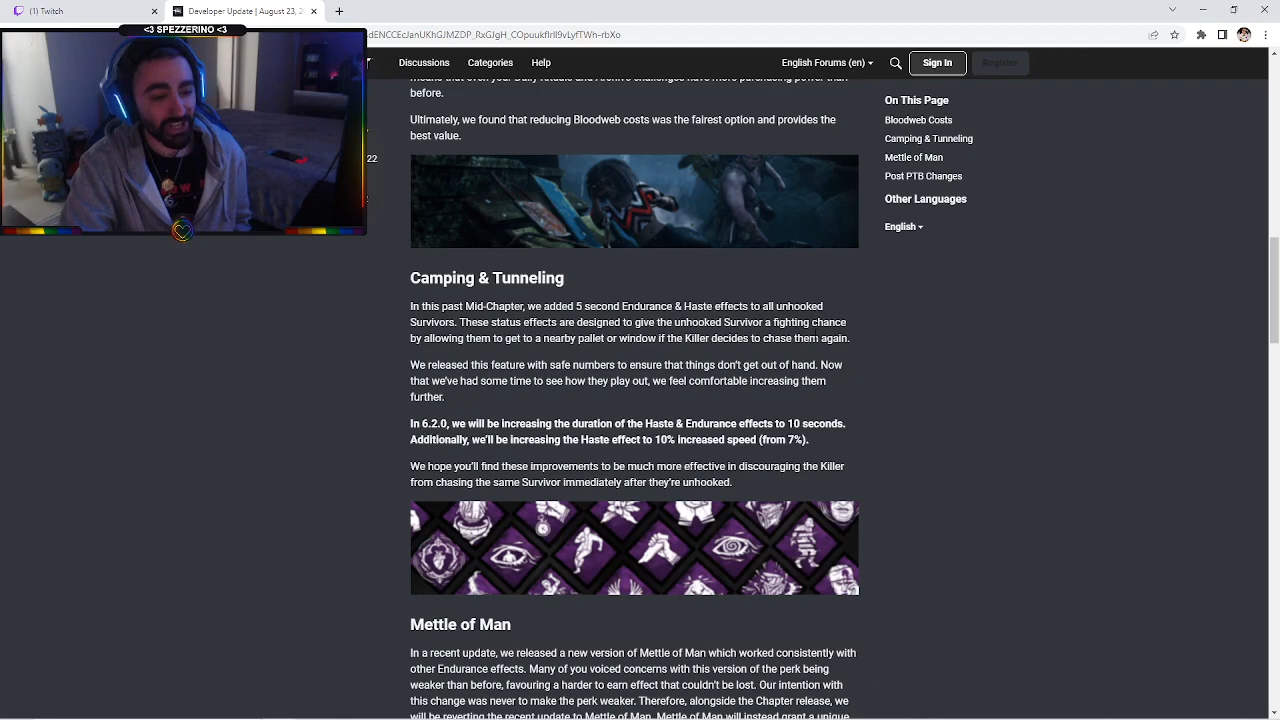 (1) Twitch
Developer Update | August 23, 2
<3 SPEZZERINO <3
Discussions Categories Help English Forums (en) Sign In Register
before.
Ultimately, we found that reducing Bloodweb costs was the fairest option and provides the
best value.
22
Camping & Tunneling
In this past Mid-Chapter, we added 5 second Endurance & Haste effects to all unhooked
Survivors. These status effects are designed to give the unhooked Survivor a fighting chance
by allowing them to get to a nearby pallet or window if the Killer decides to chase them again.
We released this feature with safe numbers to ensure that things don't get out of hand. Now
that we've had some time to see how they play out, we feel comfortable increasing them
further.
In 6.2.0, we will be increasing the duration of the Haste & Endurance effects to 10 seconds.
Additionally, we'll be increasing the Haste effect to 10% increased speed (from 7%).
We hope you'll find these improvements to be much more effective in discouraging the Killer
from chasing the same Survivor immediately after they're unhooked.
Mettle of Man
In a recent update, we released a new version of Mettle of Man which worked consistently with
other Endurance effects. Many of you voiced concerns with this version of the perk being
weaker than before, favouring a harder to earn effect that couldn't be lost. Our intention with
this change was never to make the perk weaker. Therefore, alongside the Chapter release, we
will be reverting the recent update to Mettle of Man. Mettle of Man will instead grant a unique
On This Page
Bloodweb Costs
Camping & Tunneling
Mettle of Man
Post PTB Changes
Other Languages
English